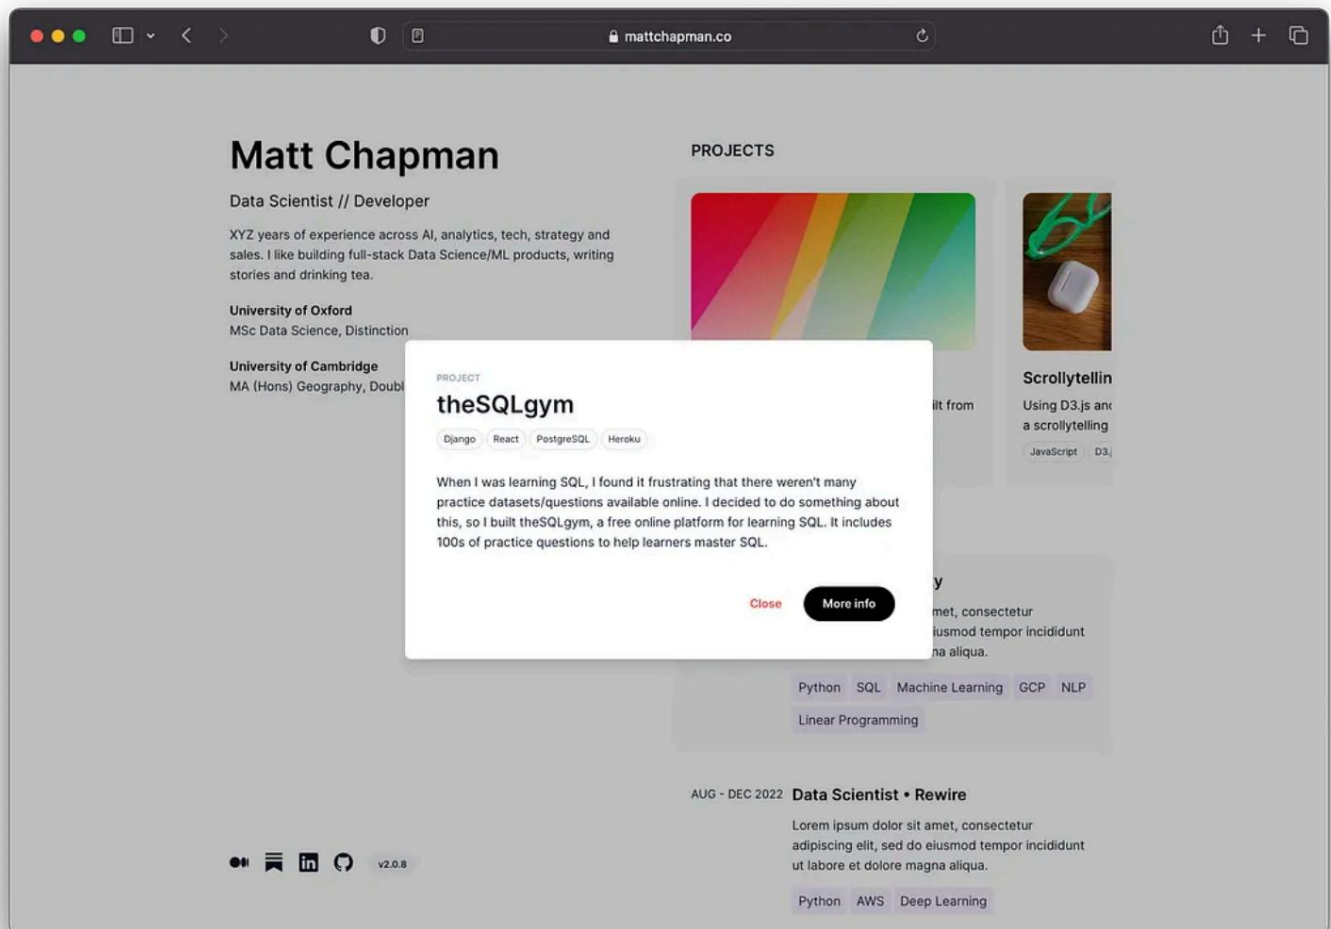 mattchapman.co
Matt Chapman
Data Scientist // Developer
XYZ years of experience across AI, analytics, tech, strategy and
sales. I like building full-stack Data Science/ML products, writing
stories and drinking tea.
University of Oxford
MSc Data Science, Distinction
University of Cambridge
MA (Hons) Geography, Doubl
v2.0.8
PROJECTS
ilt from
Scrollytellin
Using D3.js and
a scrollytelling
JavaScript D3.j
PROJECT
theSQLgym
Django React PostgreSQL Heroku
When I was learning SQL, I found it frustrating that there weren't many
practice datasets/questions available online. I decided to do something about
this, so I built theSQLgym, a free online platform for learning SQL. It includes
100s of practice questions to help learners master SQL.
Close More info
y
met, consectetur
iusmod tempor incididunt
na aliqua.
Python SQL Machine Learning GCP NLP
Linear Programming
AUG - DEC 2022 Data Scientist • Rewire
Lorem ipsum dolor sit amet, consectetur
adipiscing elit, sed do eiusmod tempor incididunt
ut labore et dolore magna aliqua.
Python AWS Deep Learning